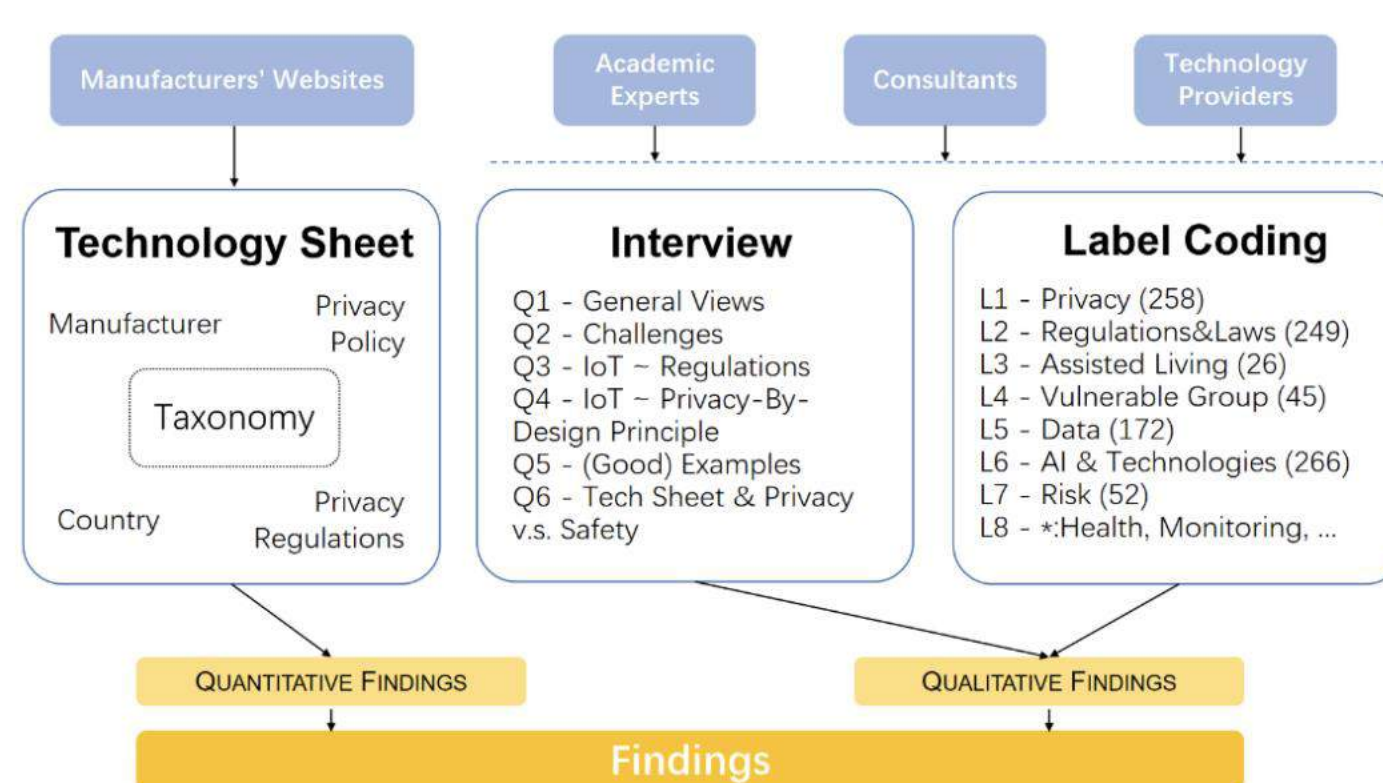 Manufacturers' Websites
Academic
Experts
Consultants
Technology
Providers
Technology Sheet
Manufacturer
Privacy
Policy
Taxonomy
Country
Privacy
Regulations
Interview
Q1 - General Views
Q2 - Challenges
Q3 - IoT ~ Regulations
Q4 - IoT ~ Privacy-By-
Design Principle
Q5 - (Good) Examples
Q6 - Tech Sheet & Privacy
v.s. Safety
Label Coding
L1 - Privacy (258)
L2 - Regulations&Laws (249)
L3 - Assisted Living (26)
L4 - Vulnerable Group (45)
L5 - Data (172)
L6 - AI & Technologies (266)
L7 - Risk (52)
L8 - *:Health, Monitoring, ...
QUANTITATIVE FINDINGS
QUALITATIVE FINDINGS
Findings